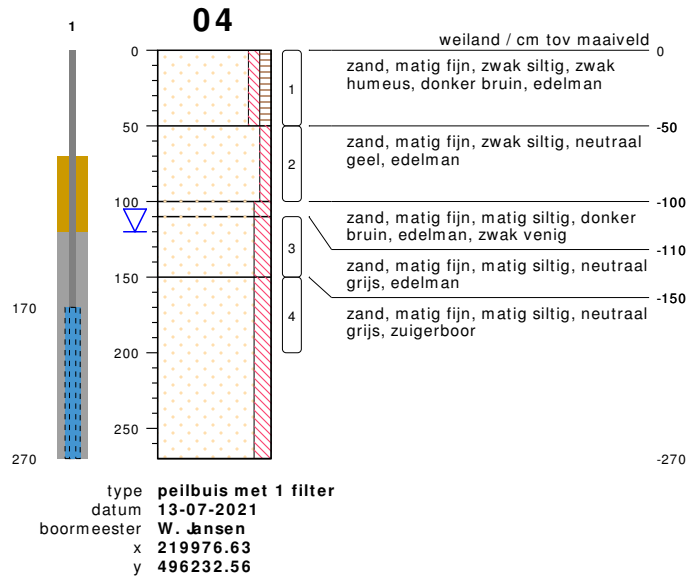 04
1
weiland / cm tov maaiveld
0
0
zand, matig fijn, zwak siltig, zwak
humeus, donker bruin, edelman
1
50
-50
zand, matig fijn, zwak siltig, neutraal
geel, edelman
2
100
-100
zand, matig fijn, matig siltig, donker
bruin, edelman, zwak venig
-110
3
zand, matig fijn, matig siltig, neutraal
grijs, edelman
150
-150
170
4
zand, matig fijn, matig siltig, neutraal
grijs, zuigerboor
200
250
270
-270
type peilbuis met 1 filter
datum 13-07-2021
boormeester W. Jansen
x 219976.63
y 496232.56